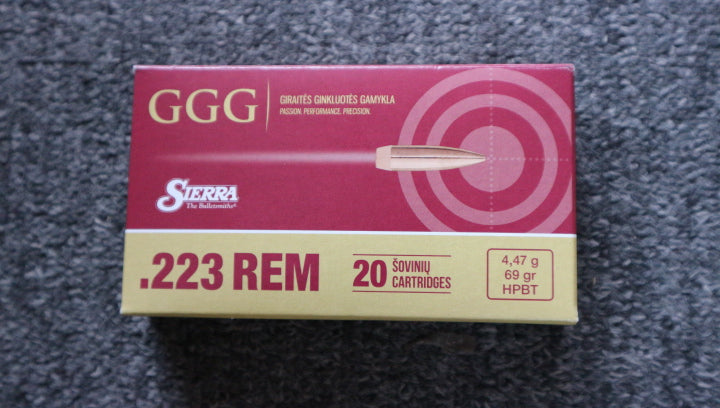 GGG
GIRAITĖS GINKLUOTĖS GAMYKLA
PASSION. PERFORMANCE. PRECISION.
SIERRA
The Bulletsmiths®
.223 REM
20
ŠOVINIŲ
CARTRIDGES
4,47 g
69 gr
HPBT